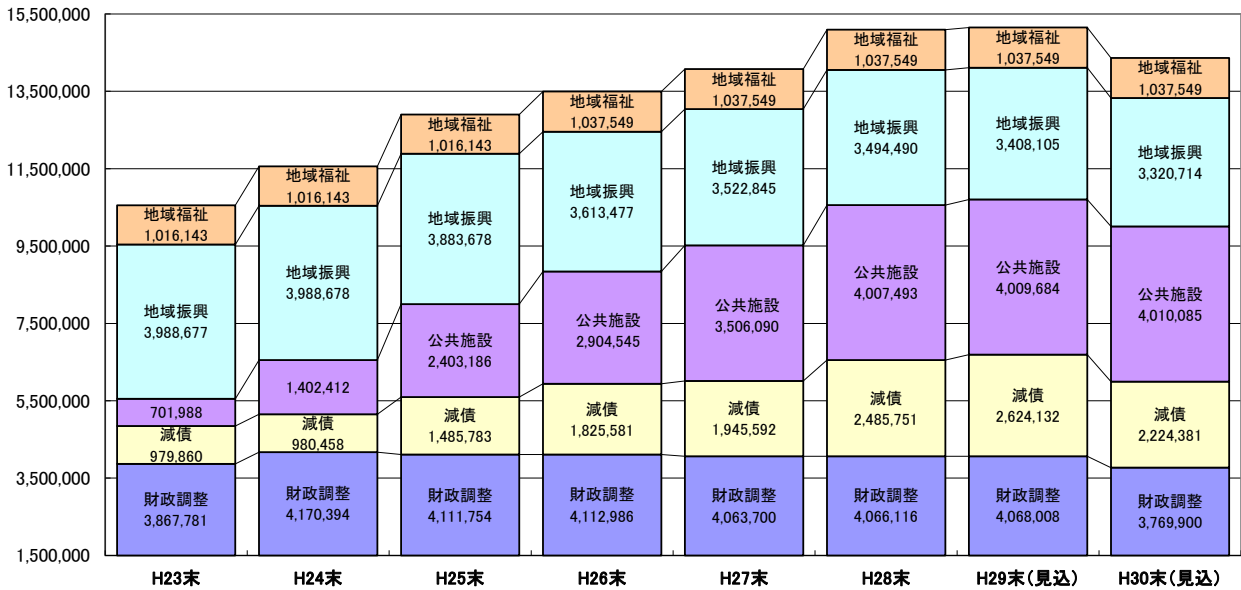 15,500,000
13,500,000
11,500,000
9,500,000
7,500,000
5,500,000
3,500,000
1,500,000
地域福祉
1,016,143
地域振興
3,988,677
701,988
減債
979,860
財政調整
3,867,781
H23末
地域福祉
1,016,143
地域振興
3,988,678
1,402,412
減債
980,458
財政調整
4,170,394
H24末
地域福祉
1,016,143
地域振興
3,883,678
公共施設
2,403,186
減債
1,485,783
財政調整
4,111,754
H25末
地域福祉
1,037,549
地域振興
3,613,477
公共施設
2,904,545
減債
1,825,581
財政調整
4,112,986
H26末
地域福祉
1,037,549
地域振興
3,522,845
公共施設
3,506,090
減債
1,945,592
財政調整
4,063,700
H27末
地域福祉
1,037,549
地域振興
3,494,490
公共施設
4,007,493
減債
2,485,751
財政調整
4,066,116
H28末
地域福祉
1,037,549
地域振興
3,408,105
公共施設
4,009,684
減債
2,624,132
財政調整
4,068,008
H29末(見込)
地域福祉
1,037,549
地域振興
3,320,714
公共施設
4,010,085
減債
2,224,381
財政調整
3,769,900
H30末(見込)